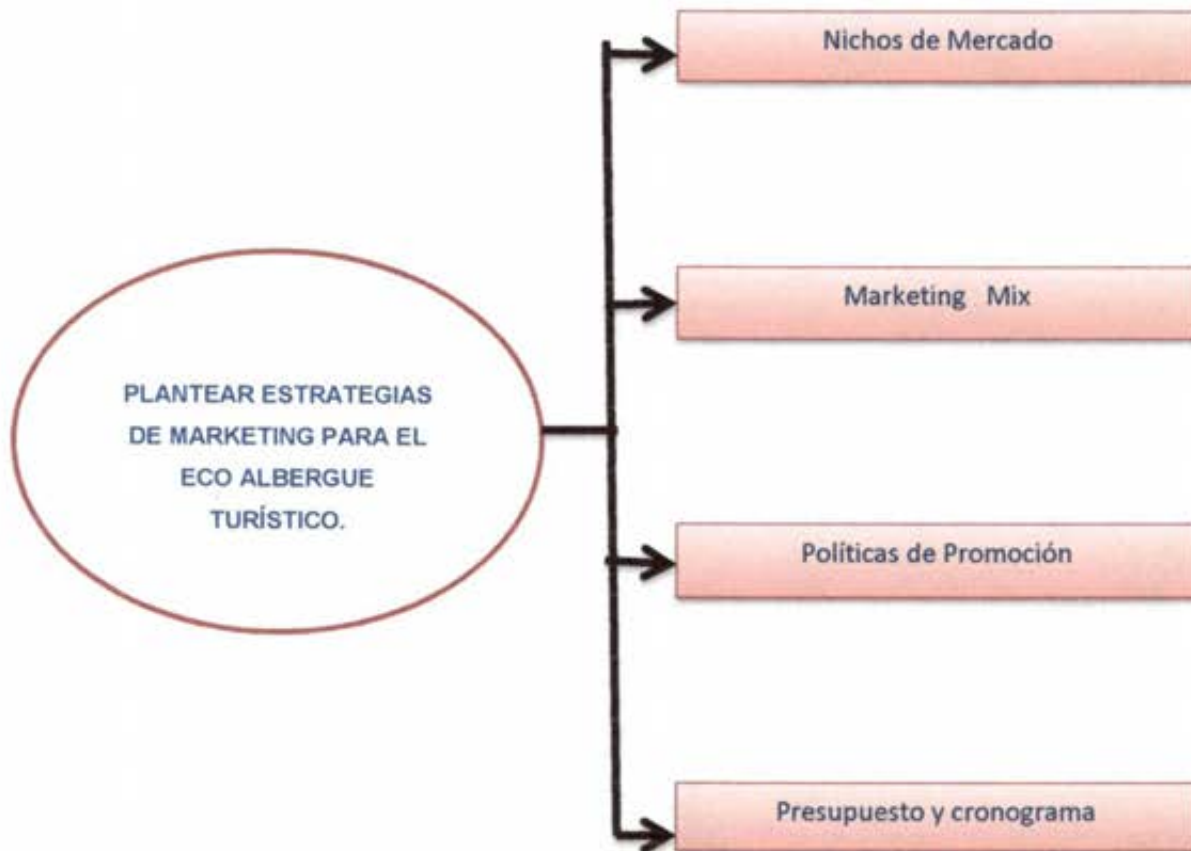 PLANTEAR ESTRATEGIAS
DE MARKETING PARA EL
ECO ALBERGUE
TURÍSTICO.
Nichos de Mercado
Marketing Mix
Políticas de Promoción
Presupuesto y cronograma